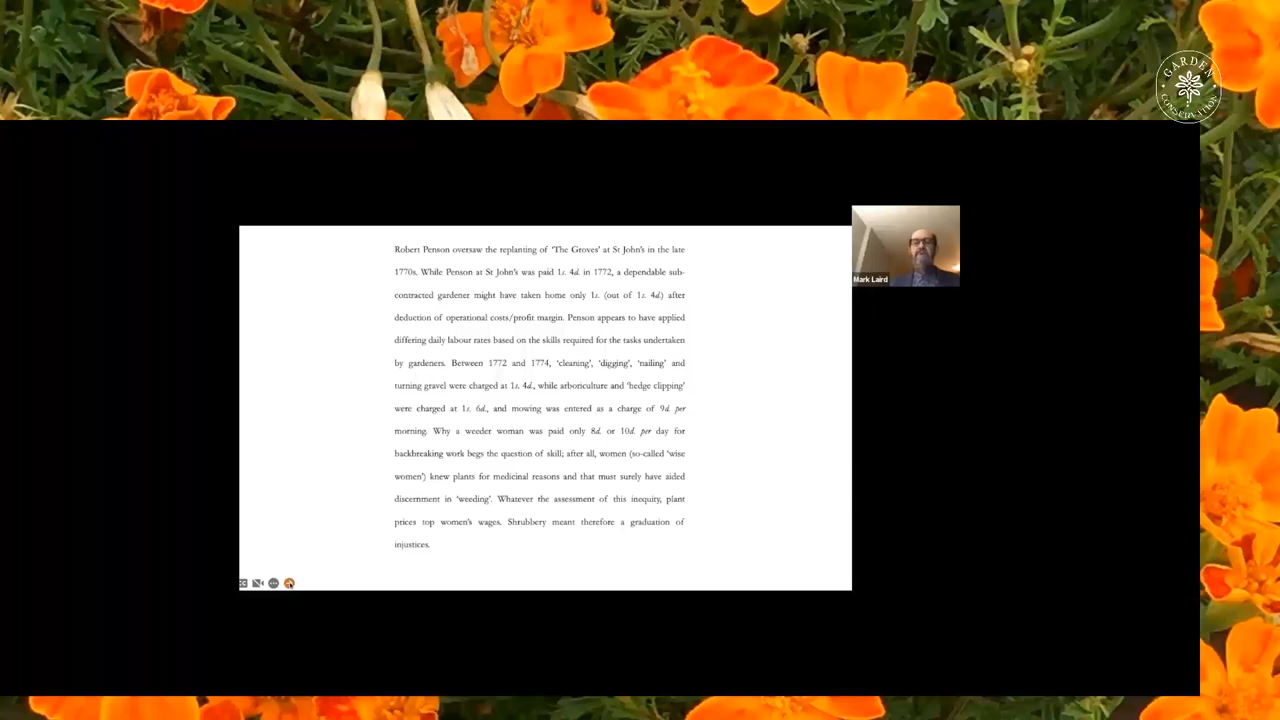 GARDEN
CONSERVATION
Robert Penson oversaw the replanting of ‘The Groves’ at St John’s in the late
1770s. While Penson at St John’s was paid 1s. 4d. in 1772, a dependable sub-
contracted gardener might have taken home only 1s. (out of 1s. 4d.) after
deduction of operational costs/profit margin. Penson appears to have applied
differing daily labour rates based on the skills required for the tasks undertaken
by gardeners. Between 1772 and 1774, ‘cleaning’, ‘digging’, ‘nailing’ and
turning gravel were charged at 1s. 4d., while arboriculture and ‘hedge clipping’
were charged at 1s. 6d., and mowing was entered as a charge of 9d. per
morning. Why a weeder woman was paid only 8d. or 10d. per day for
backbreaking work begs the question of skill; after all, women (so-called ‘wise
women’) knew plants for medicinal reasons and that must surely have aided
discernment in ‘weeding’. Whatever the assessment of this inequity, plant
prices top women’s wages. Shrubbery meant therefore a graduation of
injustices.
Mark Laird